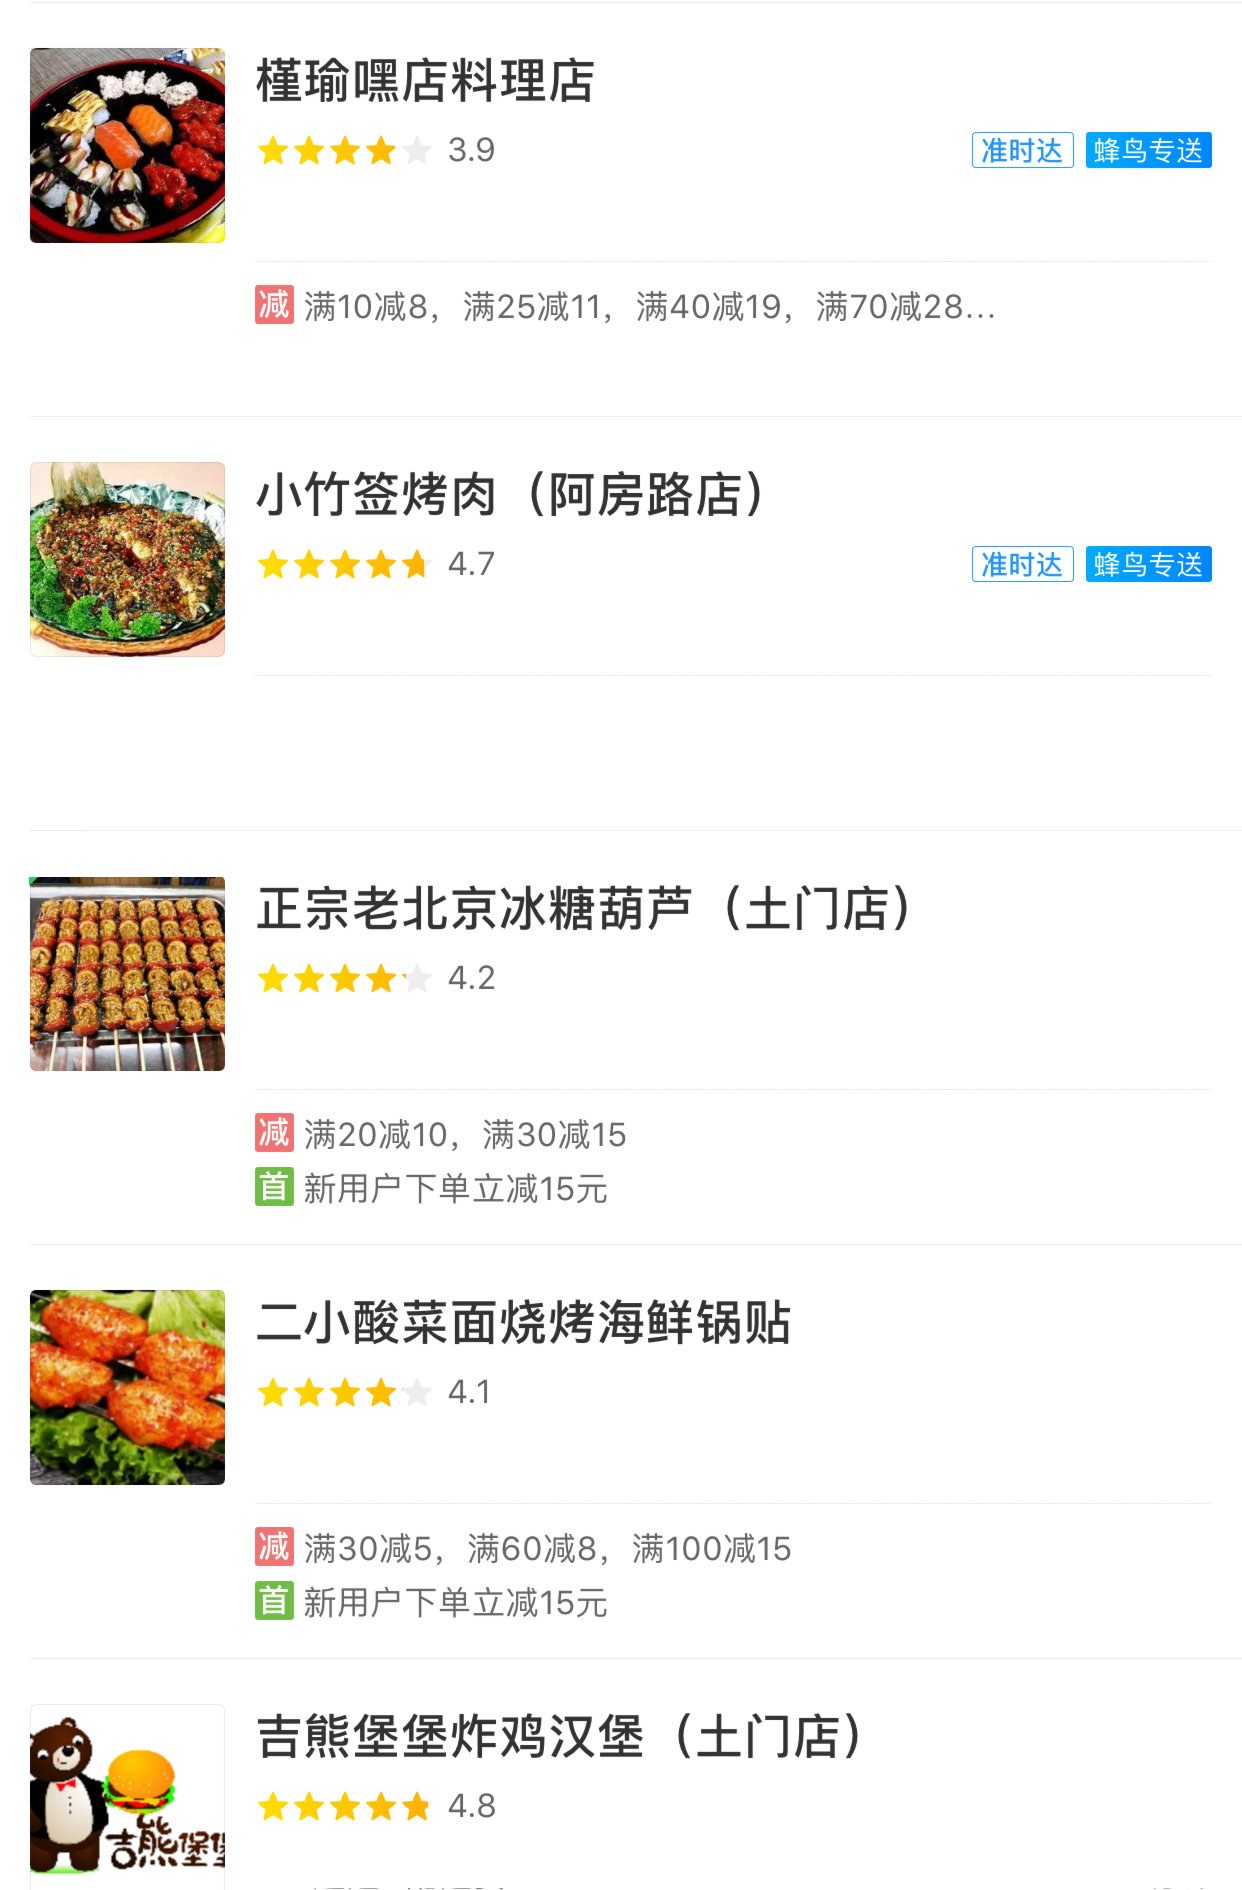 槿瑜嘿店料理店
3.9 准时达 蜂鸟专送
减 满10减8，满25减11，满40减19，满70减28...
小竹签烤肉（阿房路店）
4.7 准时达 蜂鸟专送
正宗老北京冰糖葫芦（土门店）
4.2
减 满20减10，满30减15
首 新用户下单立减15元
二小酸菜面烧烤海鲜锅贴
4.1
减 满30减5，满60减8，满100减15
首 新用户下单立减15元
吉熊堡堡炸鸡汉堡（土门店）
4.8
吉熊堡堡